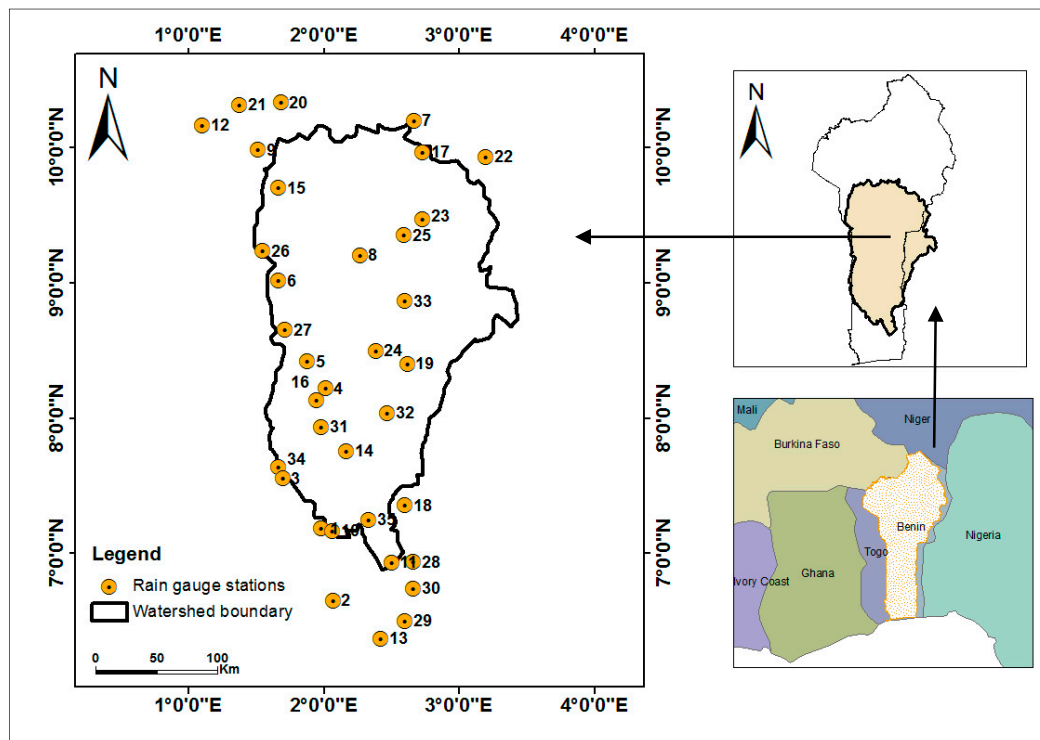 1°0'0"E 2°0'0"E 3°0'0"E 4°0'0"E
N
21
20
12
7
9
17
22
15
23
25
26
8
6
33
27
24
5
19
16
4
32
31
14
34
3
18
35
1
10
11
28
30
2
29
13
10°0'0"N
9°0'0"N
8°0'0"N
7°0'0"N
10°0'0"N
9°0'0"N
8°0'0"N
7°0'0"N
Legend
Rain gauge stations
Watershed boundary
0 50 100
Km
1°0'0"E 2°0'0"E 3°0'0"E 4°0'0"E
N
Mali
Niger
Burkina Faso
Benin
Nigeria
Togo
Ghana
Ivory Coast